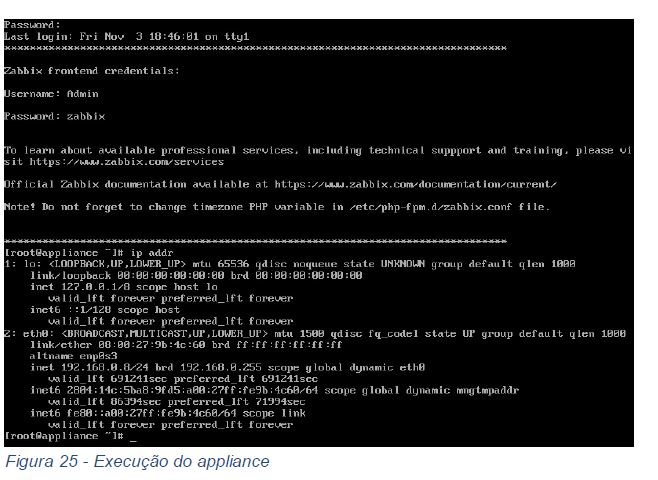 Password:
Last login: Fri Nov  3 18:46:01 on tty1
********************************************************************************
Zabbix frontend credentials:
Username: Admin
Password: zabbix
To learn about available professional services, including technical suppport and training, please vi
sit https://www.zabbix.com/services
Official Zabbix documentation available at https://www.zabbix.com/documentation/current/
Note! Do not forget to change timezone PHP variable in /etc/php-fpm.d/zabbix.conf file.
********************************************************************************
[root@appliance ~]# ip addr
1: lo: <LOOPBACK,UP,LOWER_UP> mtu 65536 qdisc noqueue state UNKNOWN group default qlen 1000
link/loopback 00:00:00:00:00:00 brd 00:00:00:00:00:00
inet 127.0.0.1/8 scope host lo
valid_lft forever preferred_lft forever
inet6 ::1/128 scope host
valid_lft forever preferred_lft forever
2: eth0: <BROADCAST,MULTICAST,UP,LOWER_UP> mtu 1500 qdisc fq_codel state UP group default qlen 1000
link/ether 08:00:27:9b:4c:60 brd ff:ff:ff:ff:ff:ff
altname enp0s3
inet 192.168.0.8/24 brd 192.168.0.255 scope global dynamic eth0
valid_lft 691241sec preferred_lft 691241sec
inet6 2804:14c:5ba8:9fd5:a00:27ff:fe9b:4c60/64 scope global dynamic mngtmpaddr
valid_lft 86394sec preferred_lft 71994sec
inet6 fe80::a00:27ff:fe9b:4c60/64 scope link
valid_lft forever preferred_lft forever
[root@appliance ~]# _
Figura 25 - Execução do appliance